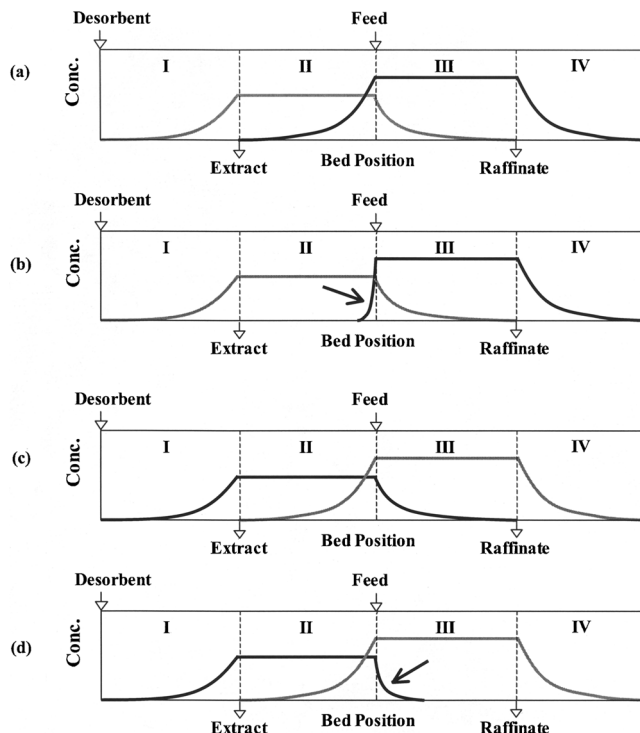 Desorbent Feed
(a) Conc. I II III IV
Extract Bed Position Raffinate
Desorbent Feed
(b) Conc. I II III IV
Extract Bed Position Raffinate
Desorbent Feed
(c) Conc. I II III IV
Extract Bed Position Raffinate
Desorbent Feed
(d) Conc. I II III IV
Extract Bed Position Raffinate